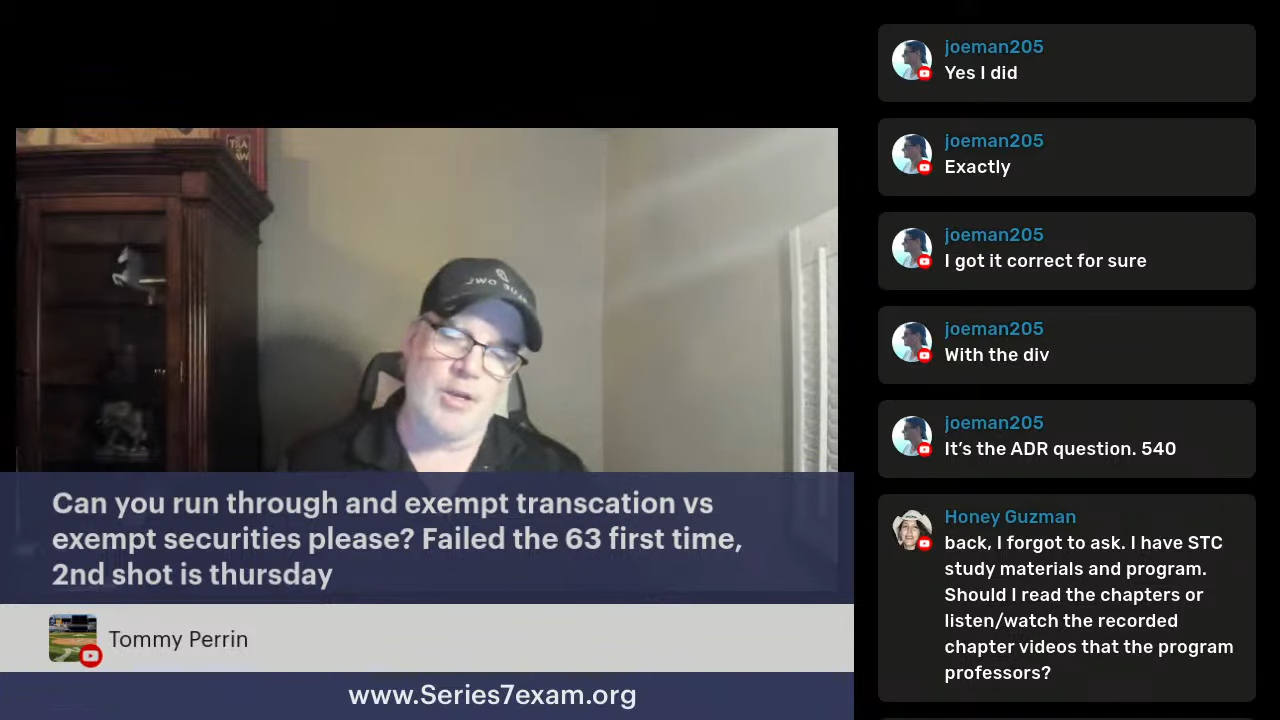 joeman205
Yes I did
joeman205
Exactly
joeman205
I got it correct for sure
joeman205
With the div
joeman205
It's the ADR question. 540
Honey Guzman
back, I forgot to ask. I have STC
study materials and program.
Should I read the chapters or
listen/watch the recorded
chapter videos that the program
professors?
Can you run through and exempt transcation vs
exempt securities please? Failed the 63 first time,
2nd shot is thursday
Tommy Perrin
www.Series7exam.org